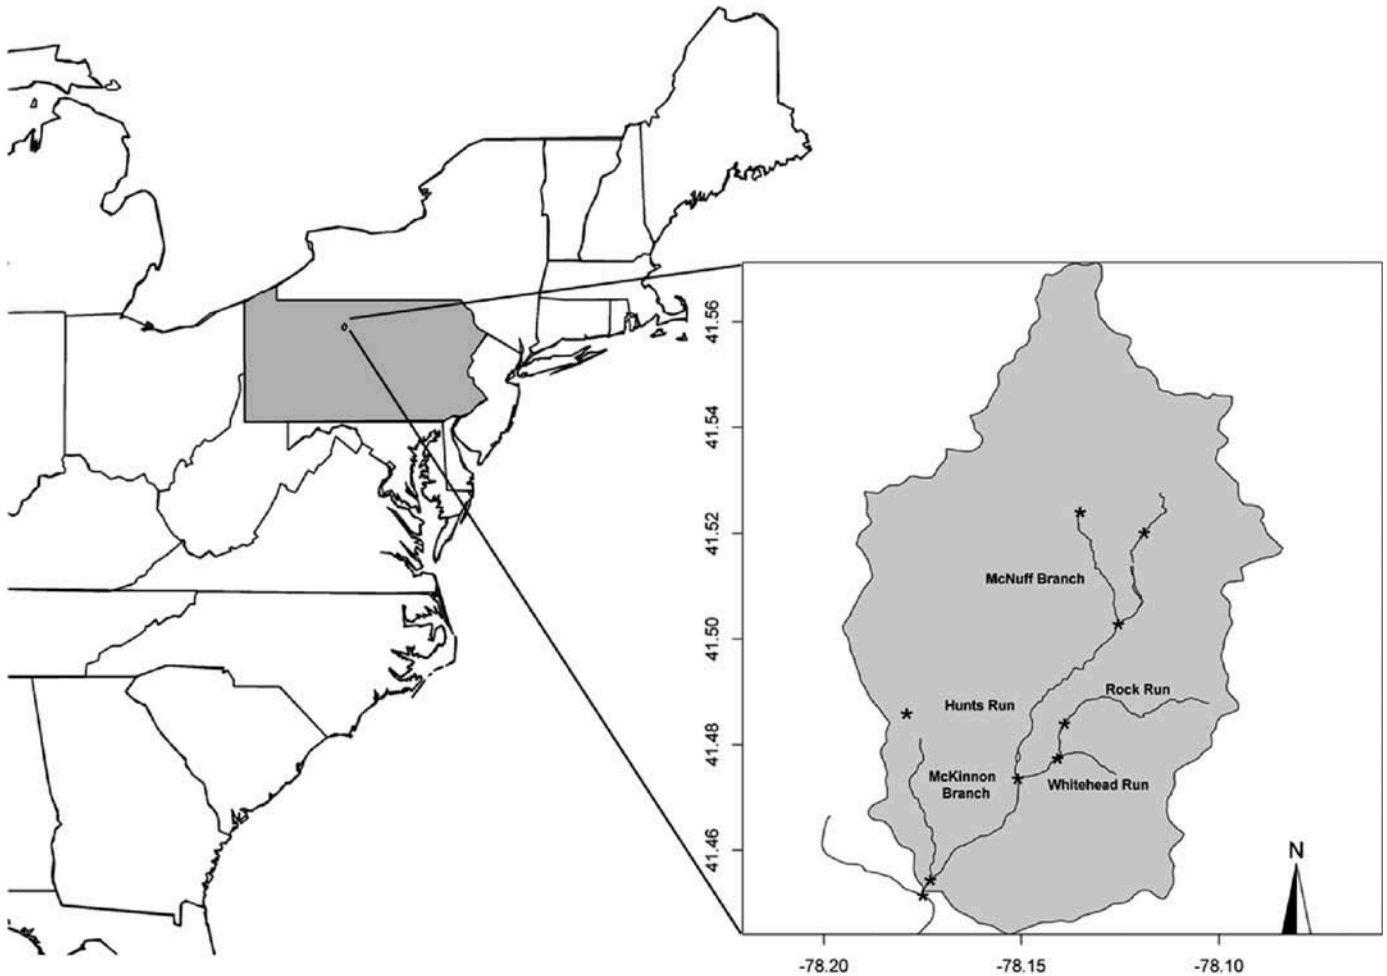 41.56
41.54
41.52
McNuff Branch
41.50
Rock Run
Hunts Run
41.48
McKinnon
Branch
Whitehead Run
41.46
N
-78.20
-78.15
-78.10